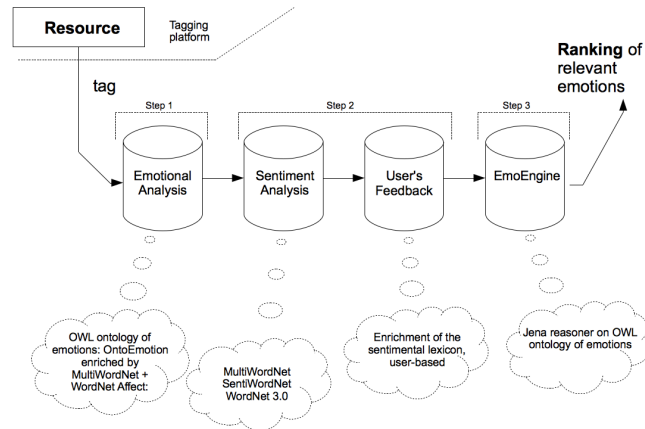 Resource
Tagging
platform
Ranking of
relevant
emotions
tag
Step 1
Step 2
Step 3
Emotional
Analysis
Sentiment
Analysis
User's
Feedback
EmoEngine
OWL ontology of
emotions: OntoEmotion
enriched by
MultiWordNet +
WordNet Affect:
MultiWordNet
SentiWordNet
WordNet 3.0
Enrichment of the
sentimental lexicon,
user-based
Jena reasoner on OWL
ontology of emotions